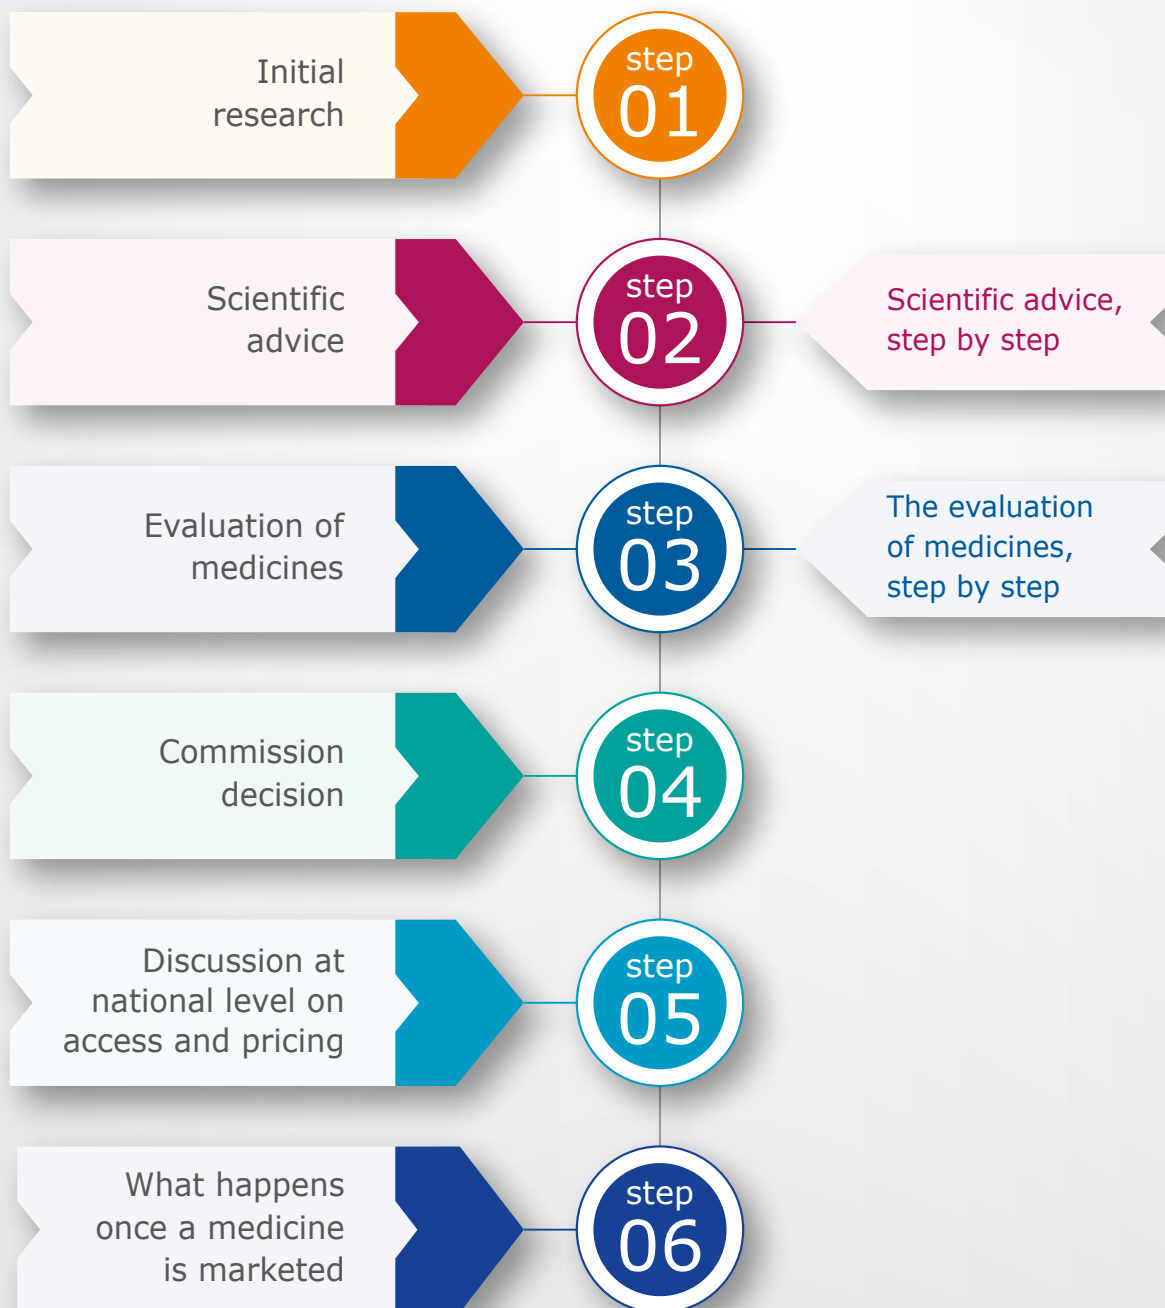 Initial
research
step
01
Scientific
advice
step
02
Scientific advice,
step by step
Evaluation of
medicines
step
03
The evaluation
of medicines,
step by step
Commission
decision
step
04
Discussion at
national level on
access and pricing
step
05
What happens
once a medicine
is marketed
step
06